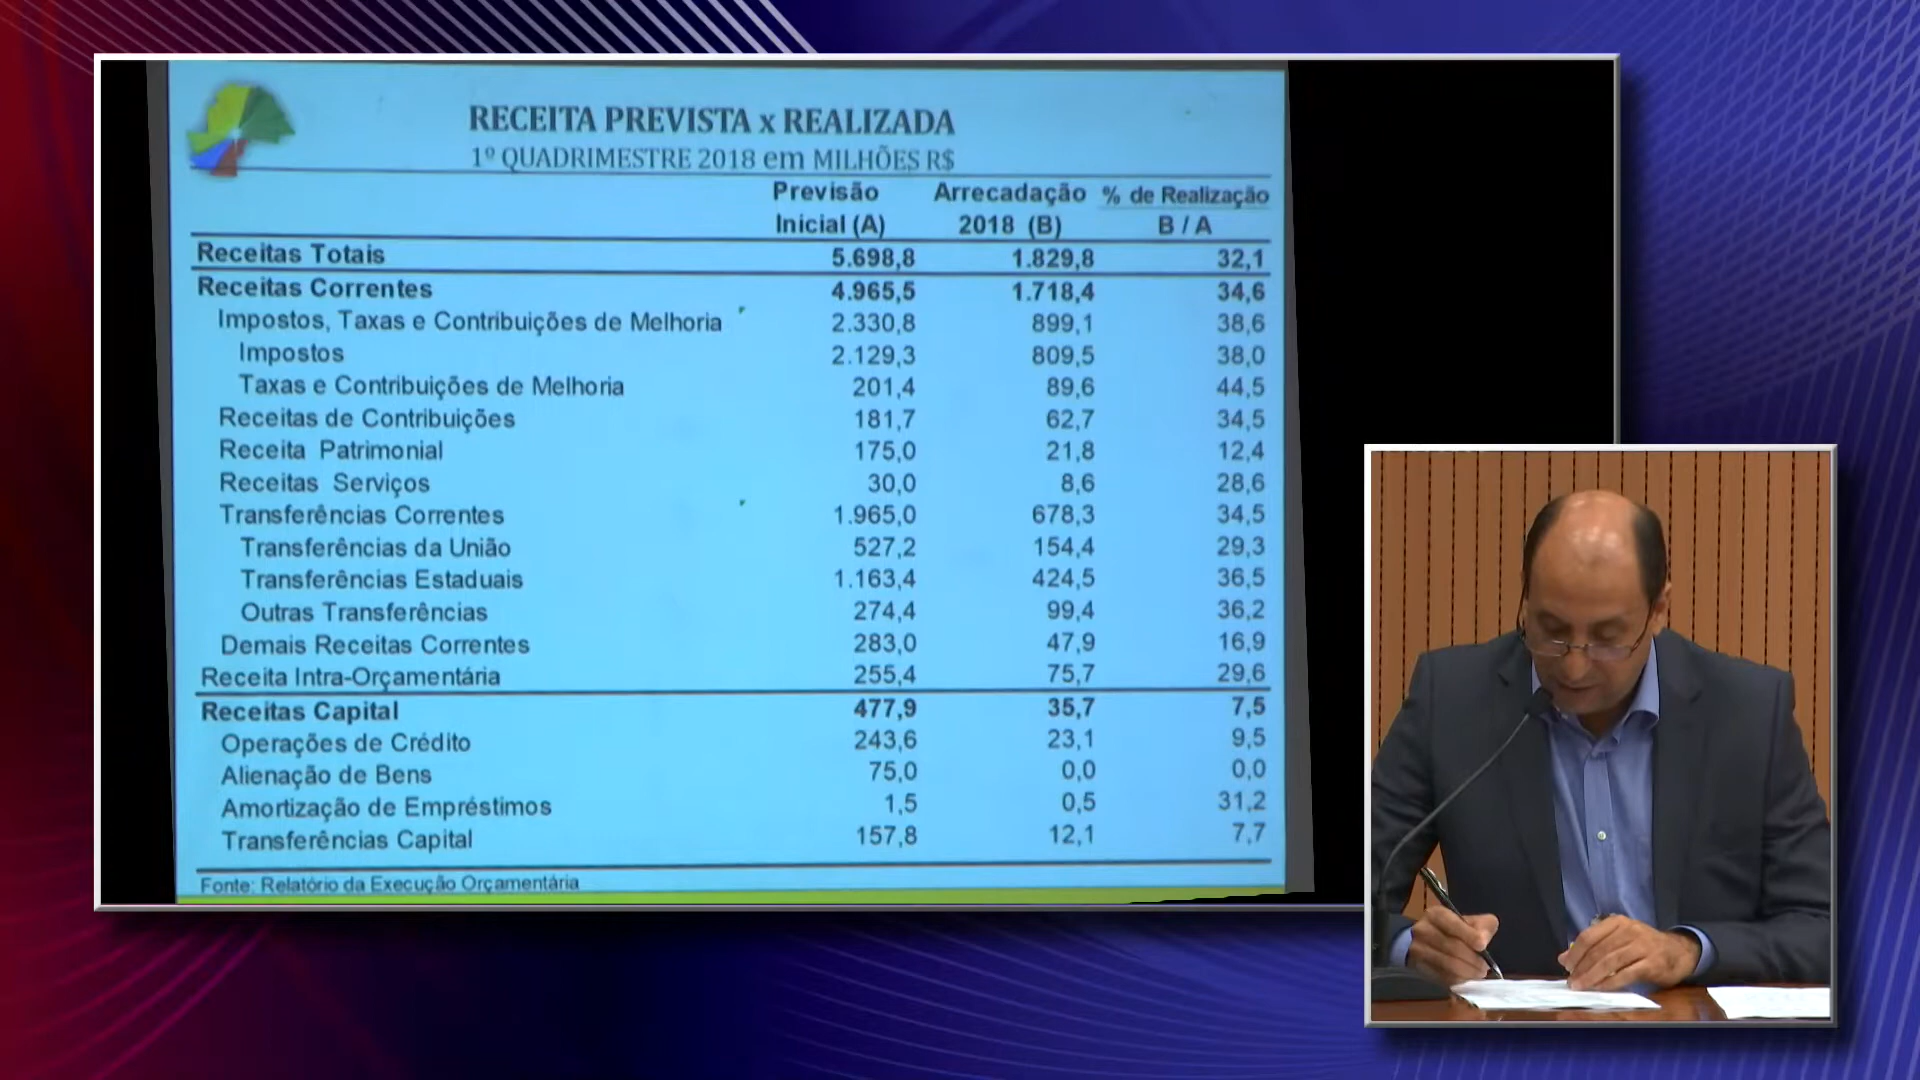 RECEITA PREVISTA x REALIZADA
1º QUADRIMESTRE 2018 em MILHÕES R$
Previsão Inicial (A) Arrecadação 2018 (B) % de Realização B / A
Receitas Totais 5.698,8 1.829,8 32,1
Receitas Correntes 4.965,5 1.718,4 34,6
Impostos, Taxas e Contribuições de Melhoria 2.330,8 899,1 38,6
Impostos 2.129,3 809,5 38,0
Taxas e Contribuições de Melhoria 201,4 89,6 44,5
Receitas de Contribuições 181,7 62,7 34,5
Receita Patrimonial 175,0 21,8 12,4
Receitas Serviços 30,0 8,6 28,6
Transferências Correntes 1.965,0 678,3 34,5
Transferências da União 527,2 154,4 29,3
Transferências Estaduais 1.163,4 424,5 36,5
Outras Transferências 274,4 99,4 36,2
Demais Receitas Correntes 283,0 47,9 16,9
Receita Intra-Orçamentária 255,4 75,7 29,6
Receitas Capital 477,9 35,7 7,5
Operações de Crédito 243,6 23,1 9,5
Alienação de Bens 75,0 0,0 0,0
Amortização de Empréstimos 1,5 0,5 31,2
Transferências Capital 157,8 12,1 7,7
Fonte: Relatório da Execução Orçamentária